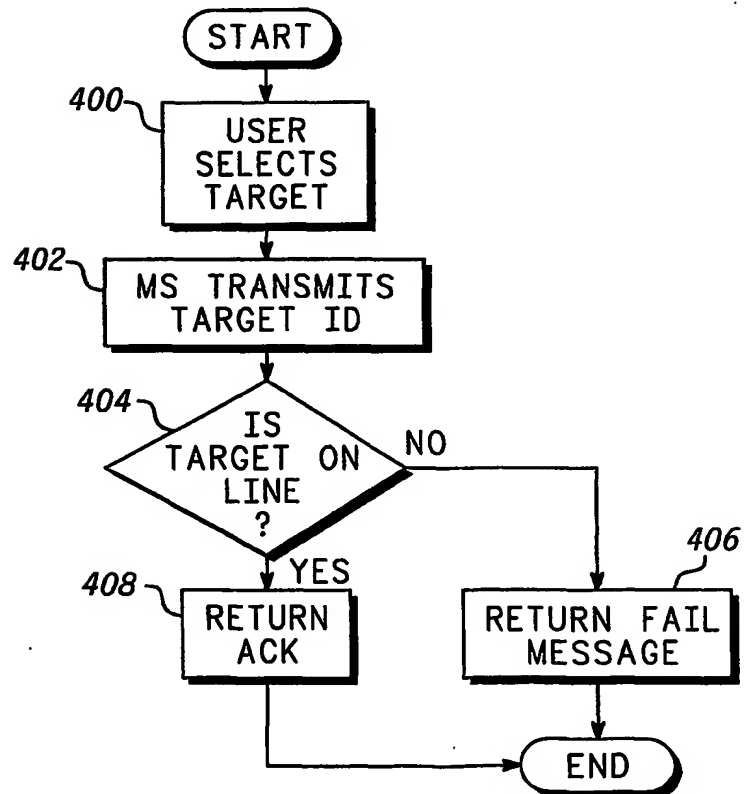 START
400
USER
SELECTS
TARGET
402
MS TRANSMITS
TARGET ID
404
IS
TARGET ON
LINE
?
NO
YES
408
RETURN
ACK
406
RETURN FAIL
MESSAGE
END